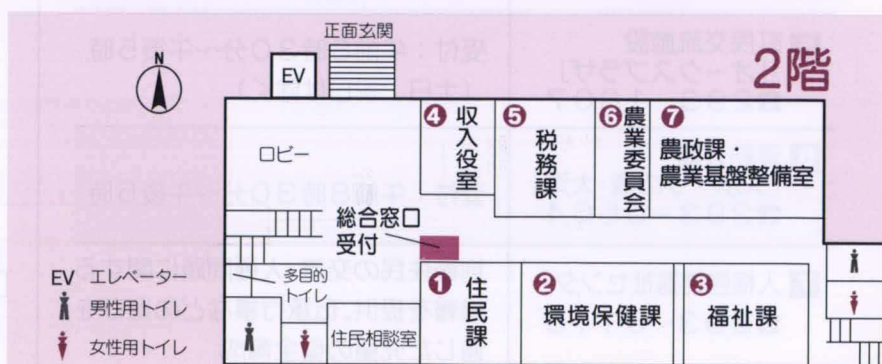 正面玄関
N
EV
2階
ロビー
❹ 収入役室
❺ 税務課
❻ 農業委員会
❼ 農政課・
農業基盤整備室
総合窓口
受付
❶ 住民課
❷ 環境保健課
❸ 福祉課
多目的
トイレ
住民相談室
EV エレベーター
男性用トイレ
女性用トイレ